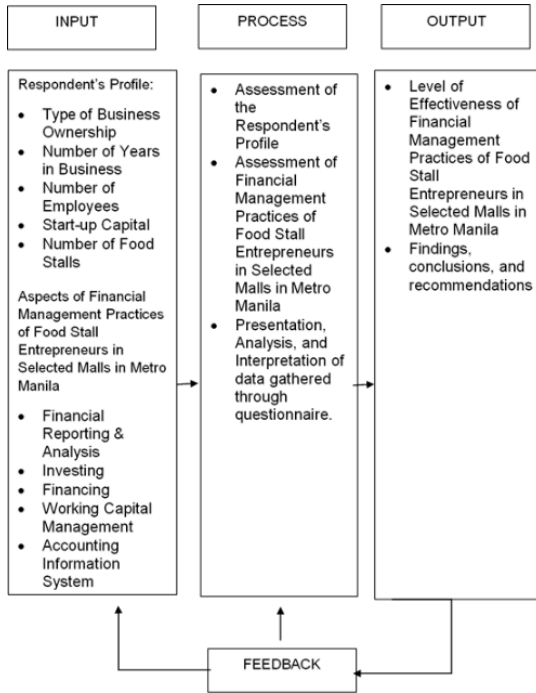 INPUT
PROCESS
OUTPUT
Respondent's Profile:
• Type of Business
Ownership
• Number of Years
in Business
• Number of
Employees
• Start-up Capital
• Number of Food
Stalls
Aspects of Financial
Management Practices
of Food Stall
Entrepreneurs in
Selected Malls in Metro
Manila
• Financial
Reporting &
Analysis
• Investing
• Financing
• Working Capital
Management
• Accounting
Information
System
• Assessment of
the
Respondent's
Profile
• Assessment of
Financial
Management
Practices of
Food Stall
Entrepreneurs
in Selected
Malls in Metro
Manila
• Presentation,
Analysis, and
Interpretation of
data gathered
through
questionnaire.
• Level of
Effectiveness of
Financial
Management
Practices of Food
Stall
Entrepreneurs in
Selected Malls in
Metro Manila
• Findings,
conclusions, and
recommendations
FEEDBACK